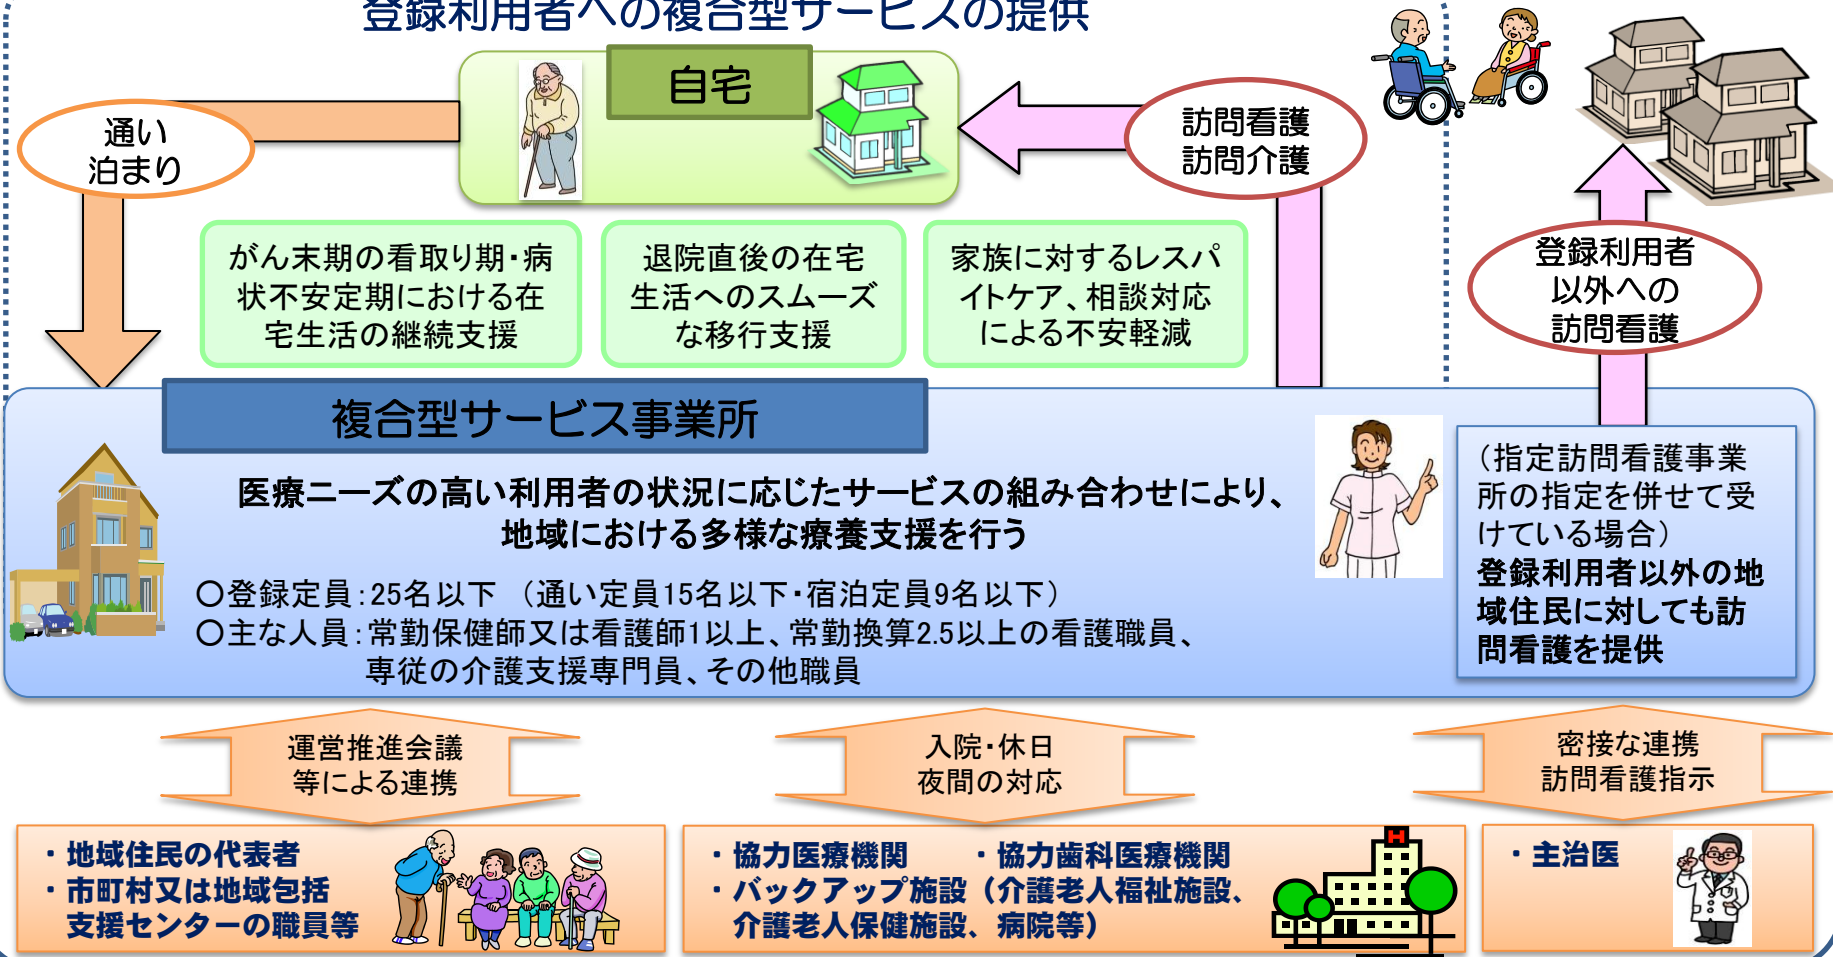 登録利用者への複合型サービスの提供
自宅
通い
泊まり
訪問看護
訪問介護
がん末期の看取り期・病
状不安定期における在
宅生活の継続支援
退院直後の在宅
生活へのスムーズ
な移行支援
家族に対するレスパ
イトケア、相談対応
による不安軽減
登録利用者
以外への
訪問看護
複合型サービス事業所
医療ニーズの高い利用者の状況に応じたサービスの組み合わせにより、
地域における多様な療養支援を行う
○登録定員：25名以下　（通い定員15名以下・宿泊定員9名以下）
○主な人員：常勤保健師又は看護師1以上、常勤換算2.5以上の看護職員、
専従の介護支援専門員、その他職員
（指定訪問看護事業
所の指定を併せて受
けている場合）
登録利用者以外の地
域住民に対しても訪
問看護を提供
運営推進会議
等による連携
入院・休日
夜間の対応
密接な連携
訪問看護指示
・地域住民の代表者
・市町村又は地域包括
支援センターの職員等
・協力医療機関　　・協力歯科医療機関
・バックアップ施設（介護老人福祉施設、
介護老人保健施設、病院等）
H
・主治医